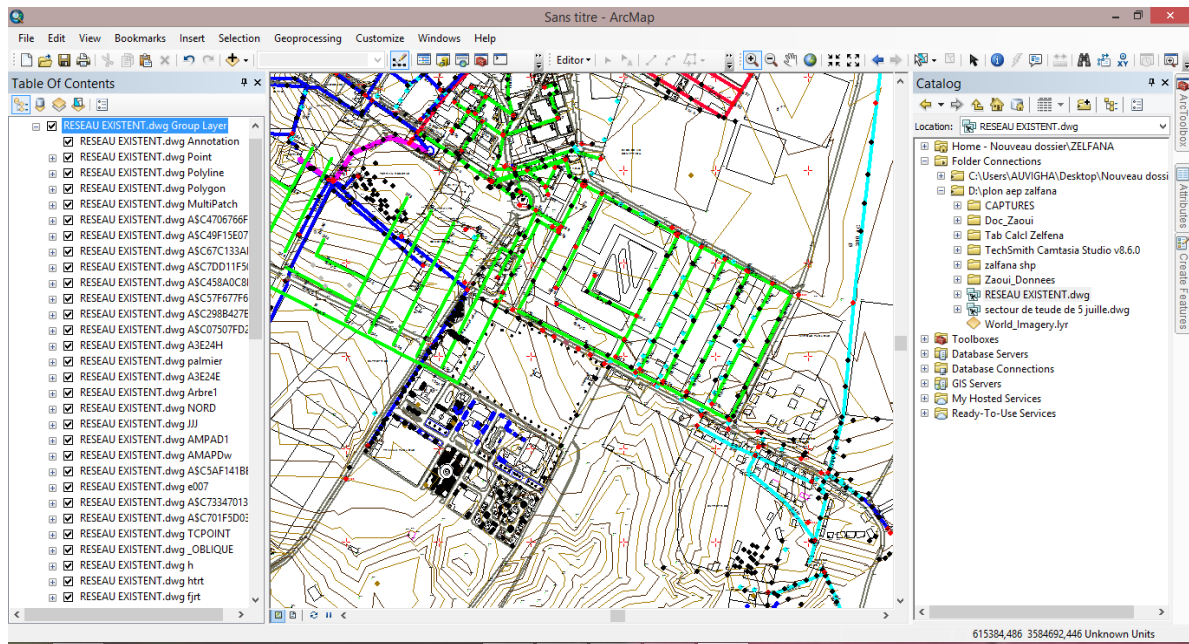 Sans titre - ArcMap
File Edit View Bookmarks Insert Selection Geoprocessing Customize Windows Help
Editor
Table Of Contents
RESEAU EXISTENT.dwg Group Layer
RESEAU EXISTENT.dwg Annotation
RESEAU EXISTENT.dwg Point
RESEAU EXISTENT.dwg Polyline
RESEAU EXISTENT.dwg Polygon
RESEAU EXISTENT.dwg MultiPatch
RESEAU EXISTENT.dwg A$C4706766F
RESEAU EXISTENT.dwg A$C49F15E07
RESEAU EXISTENT.dwg A$C67C133A
RESEAU EXISTENT.dwg A$C7DD11F5
RESEAU EXISTENT.dwg A$C458A0C8
RESEAU EXISTENT.dwg A$C57F677F6
RESEAU EXISTENT.dwg A$C298B427E
RESEAU EXISTENT.dwg A$C07507FD2
RESEAU EXISTENT.dwg A3E24H
RESEAU EXISTENT.dwg palmier
RESEAU EXISTENT.dwg A3E24E
RESEAU EXISTENT.dwg Arbre1
RESEAU EXISTENT.dwg NORD
RESEAU EXISTENT.dwg JJJ
RESEAU EXISTENT.dwg AMPAD1
RESEAU EXISTENT.dwg AMAPDw
RESEAU EXISTENT.dwg A$C5AF141BE
RESEAU EXISTENT.dwg e007
RESEAU EXISTENT.dwg A$C73347013
RESEAU EXISTENT.dwg A$C701F5D03
RESEAU EXISTENT.dwg TCPOINT
RESEAU EXISTENT.dwg _OBLIQUE
RESEAU EXISTENT.dwg h
RESEAU EXISTENT.dwg htrt
RESEAU EXISTENT.dwg fjrt
Catalog
Location: RESEAU EXISTENT.dwg
Home - Nouveau dossier\ZELFANA
Folder Connections
C:\Users\AUVIGHA\Desktop\Nouveau dossi
D:\plon aep zalfana
CAPTURES
Doc_Zaoui
Tab Calcl Zelfena
TechSmith Camtasia Studio v8.6.0
zalfana shp
Zaoui_Donnees
RESEAU EXISTENT.dwg
sectour de teude de 5 juille.dwg
World_Imagery.lyr
Toolboxes
Database Servers
Database Connections
GIS Servers
My Hosted Services
Ready-To-Use Services
ArcToolbox
Attributes
Create Features
615384,486 3584692,446 Unknown Units